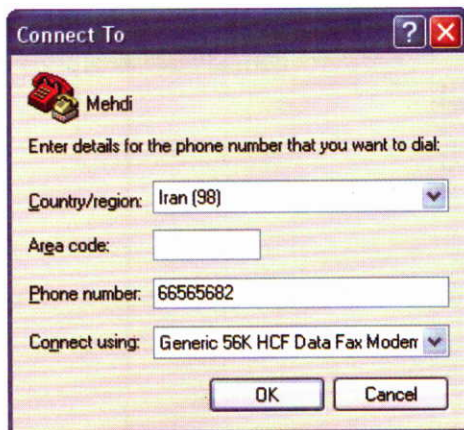 Connect To
Mehdi
Enter details for the phone number that you want to dial:
Country/region: Iran (98)
Area code:
Phone number: 66565682
Connect using: Generic 56K HCF Data Fax Modem
OK Cancel